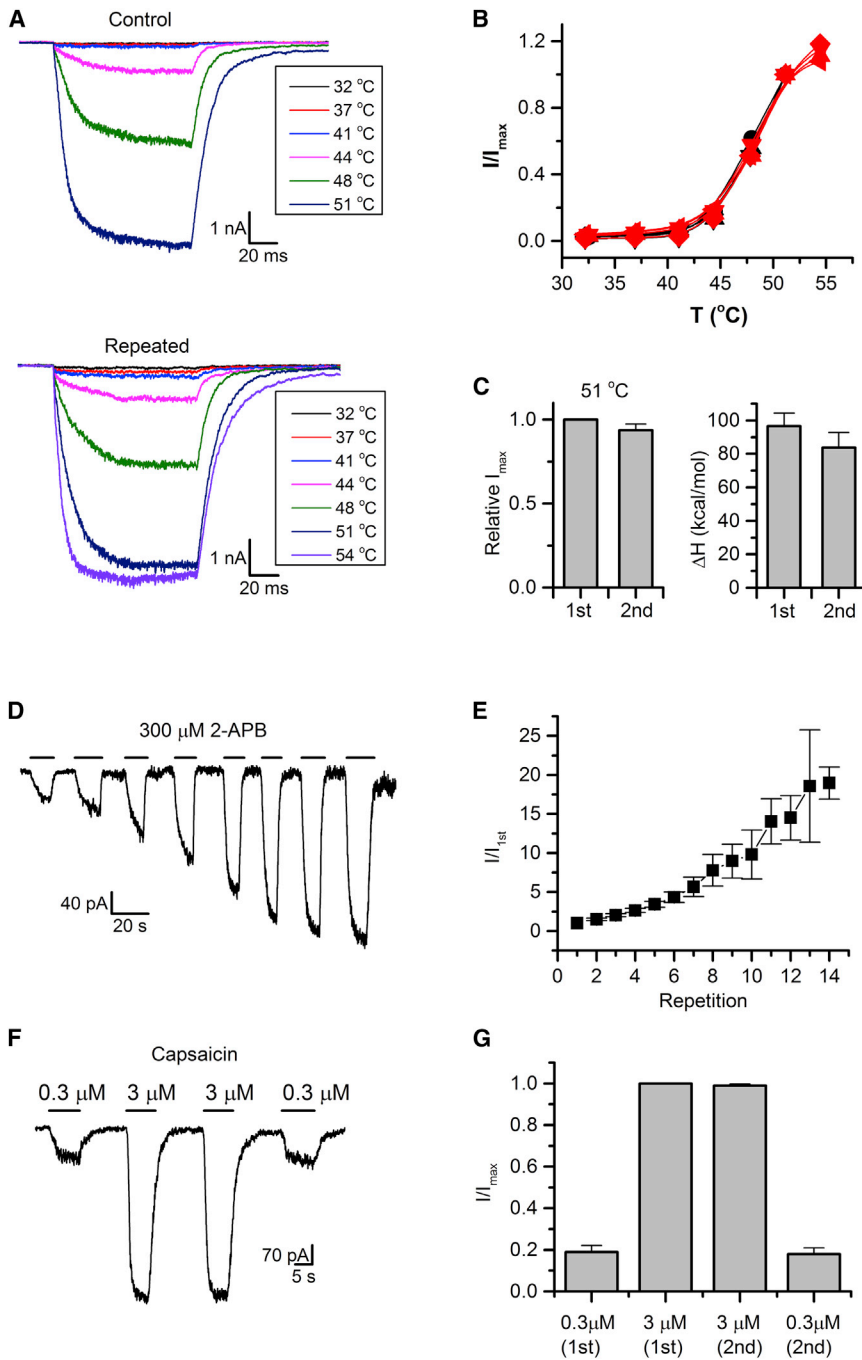 A
Control
32 °C
37 °C
41 °C
44 °C
48 °C
51 °C
1 nA
20 ms
B
I/Imax
1.2
0.9
0.6
0.3
0.0
30 35 40 45 50 55
T (°C)
Repeated
32 °C
37 °C
41 °C
44 °C
48 °C
51 °C
54 °C
1 nA
20 ms
C
51 °C
Relative Imax
1.0
0.5
0.0
1st 2nd
ΔH (kcal/mol)
100
80
60
40
20
0
1st 2nd
D
300 μM 2-APB
40 pA
20 s
E
I/I1st
25
20
15
10
5
0
0 2 4 6 8 10 12 14
Repetition
F
Capsaicin
0.3 μM 3 μM 3 μM 0.3 μM
70 pA
5 s
G
I/Imax
1.0
0.8
0.6
0.4
0.2
0.0
0.3μM (1st)
3 μM (1st)
3 μM (2nd)
0.3μM (2nd)